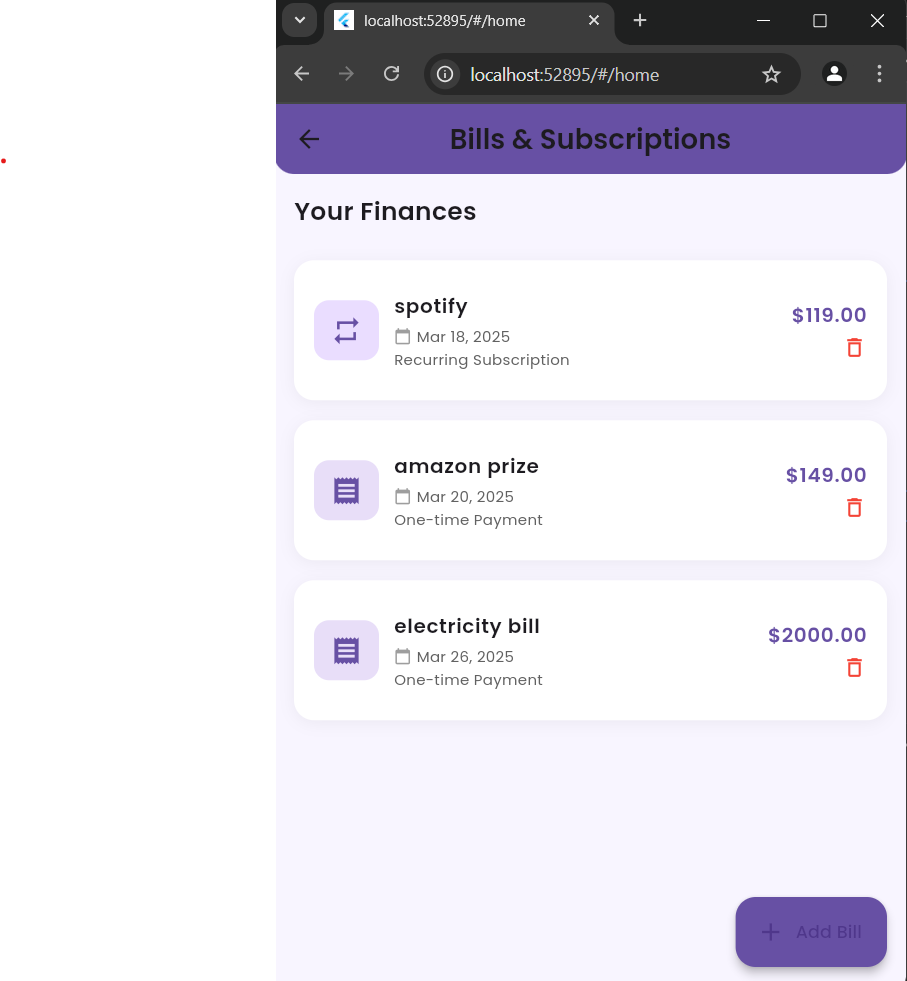 localhost:52895/#/home
localhost:52895/#/home
Bills & Subscriptions
Your Finances
spotify
$119.00
Mar 18, 2025
Recurring Subscription
amazon prize
$149.00
Mar 20, 2025
One-time Payment
electricity bill
$2000.00
Mar 26, 2025
One-time Payment
+ Add Bill